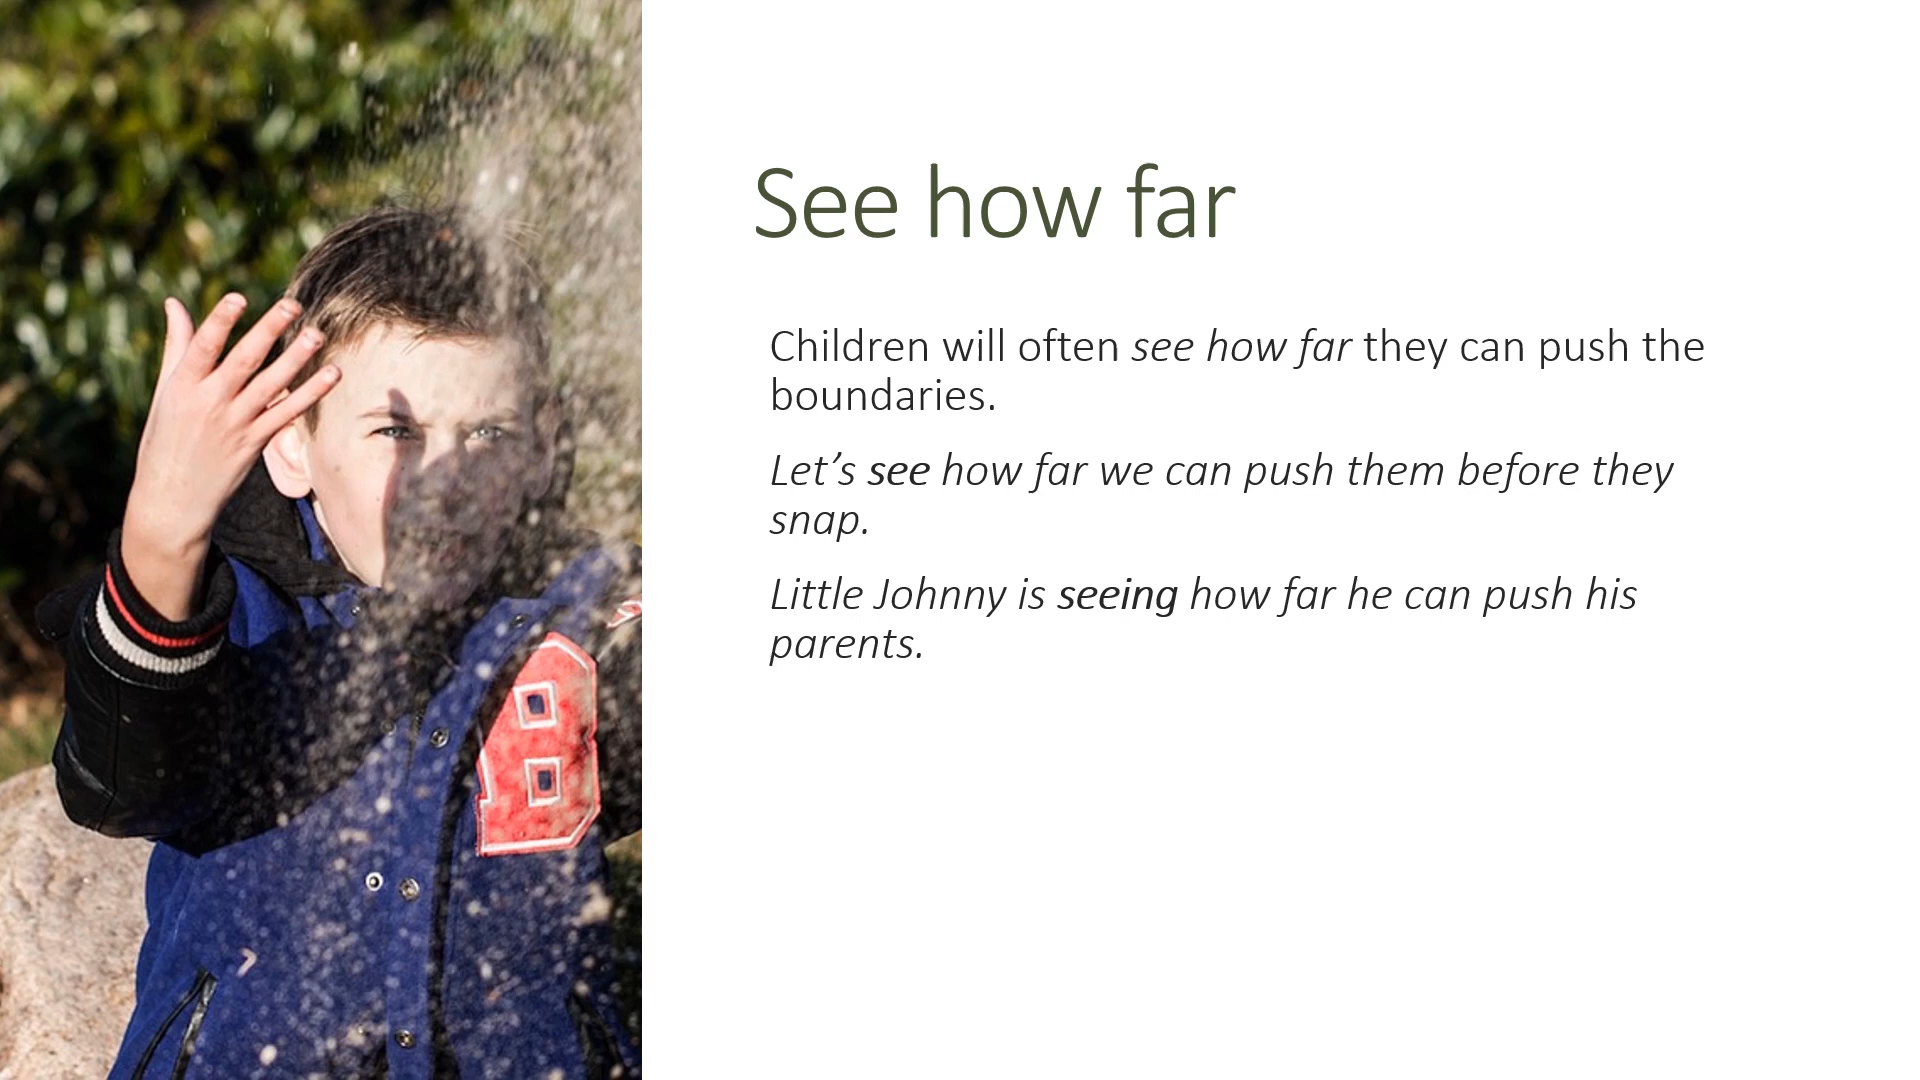 See how far
Children will often see how far they can push the
boundaries.
Let’s see how far we can push them before they
snap.
Little Johnny is seeing how far he can push his
parents.
B